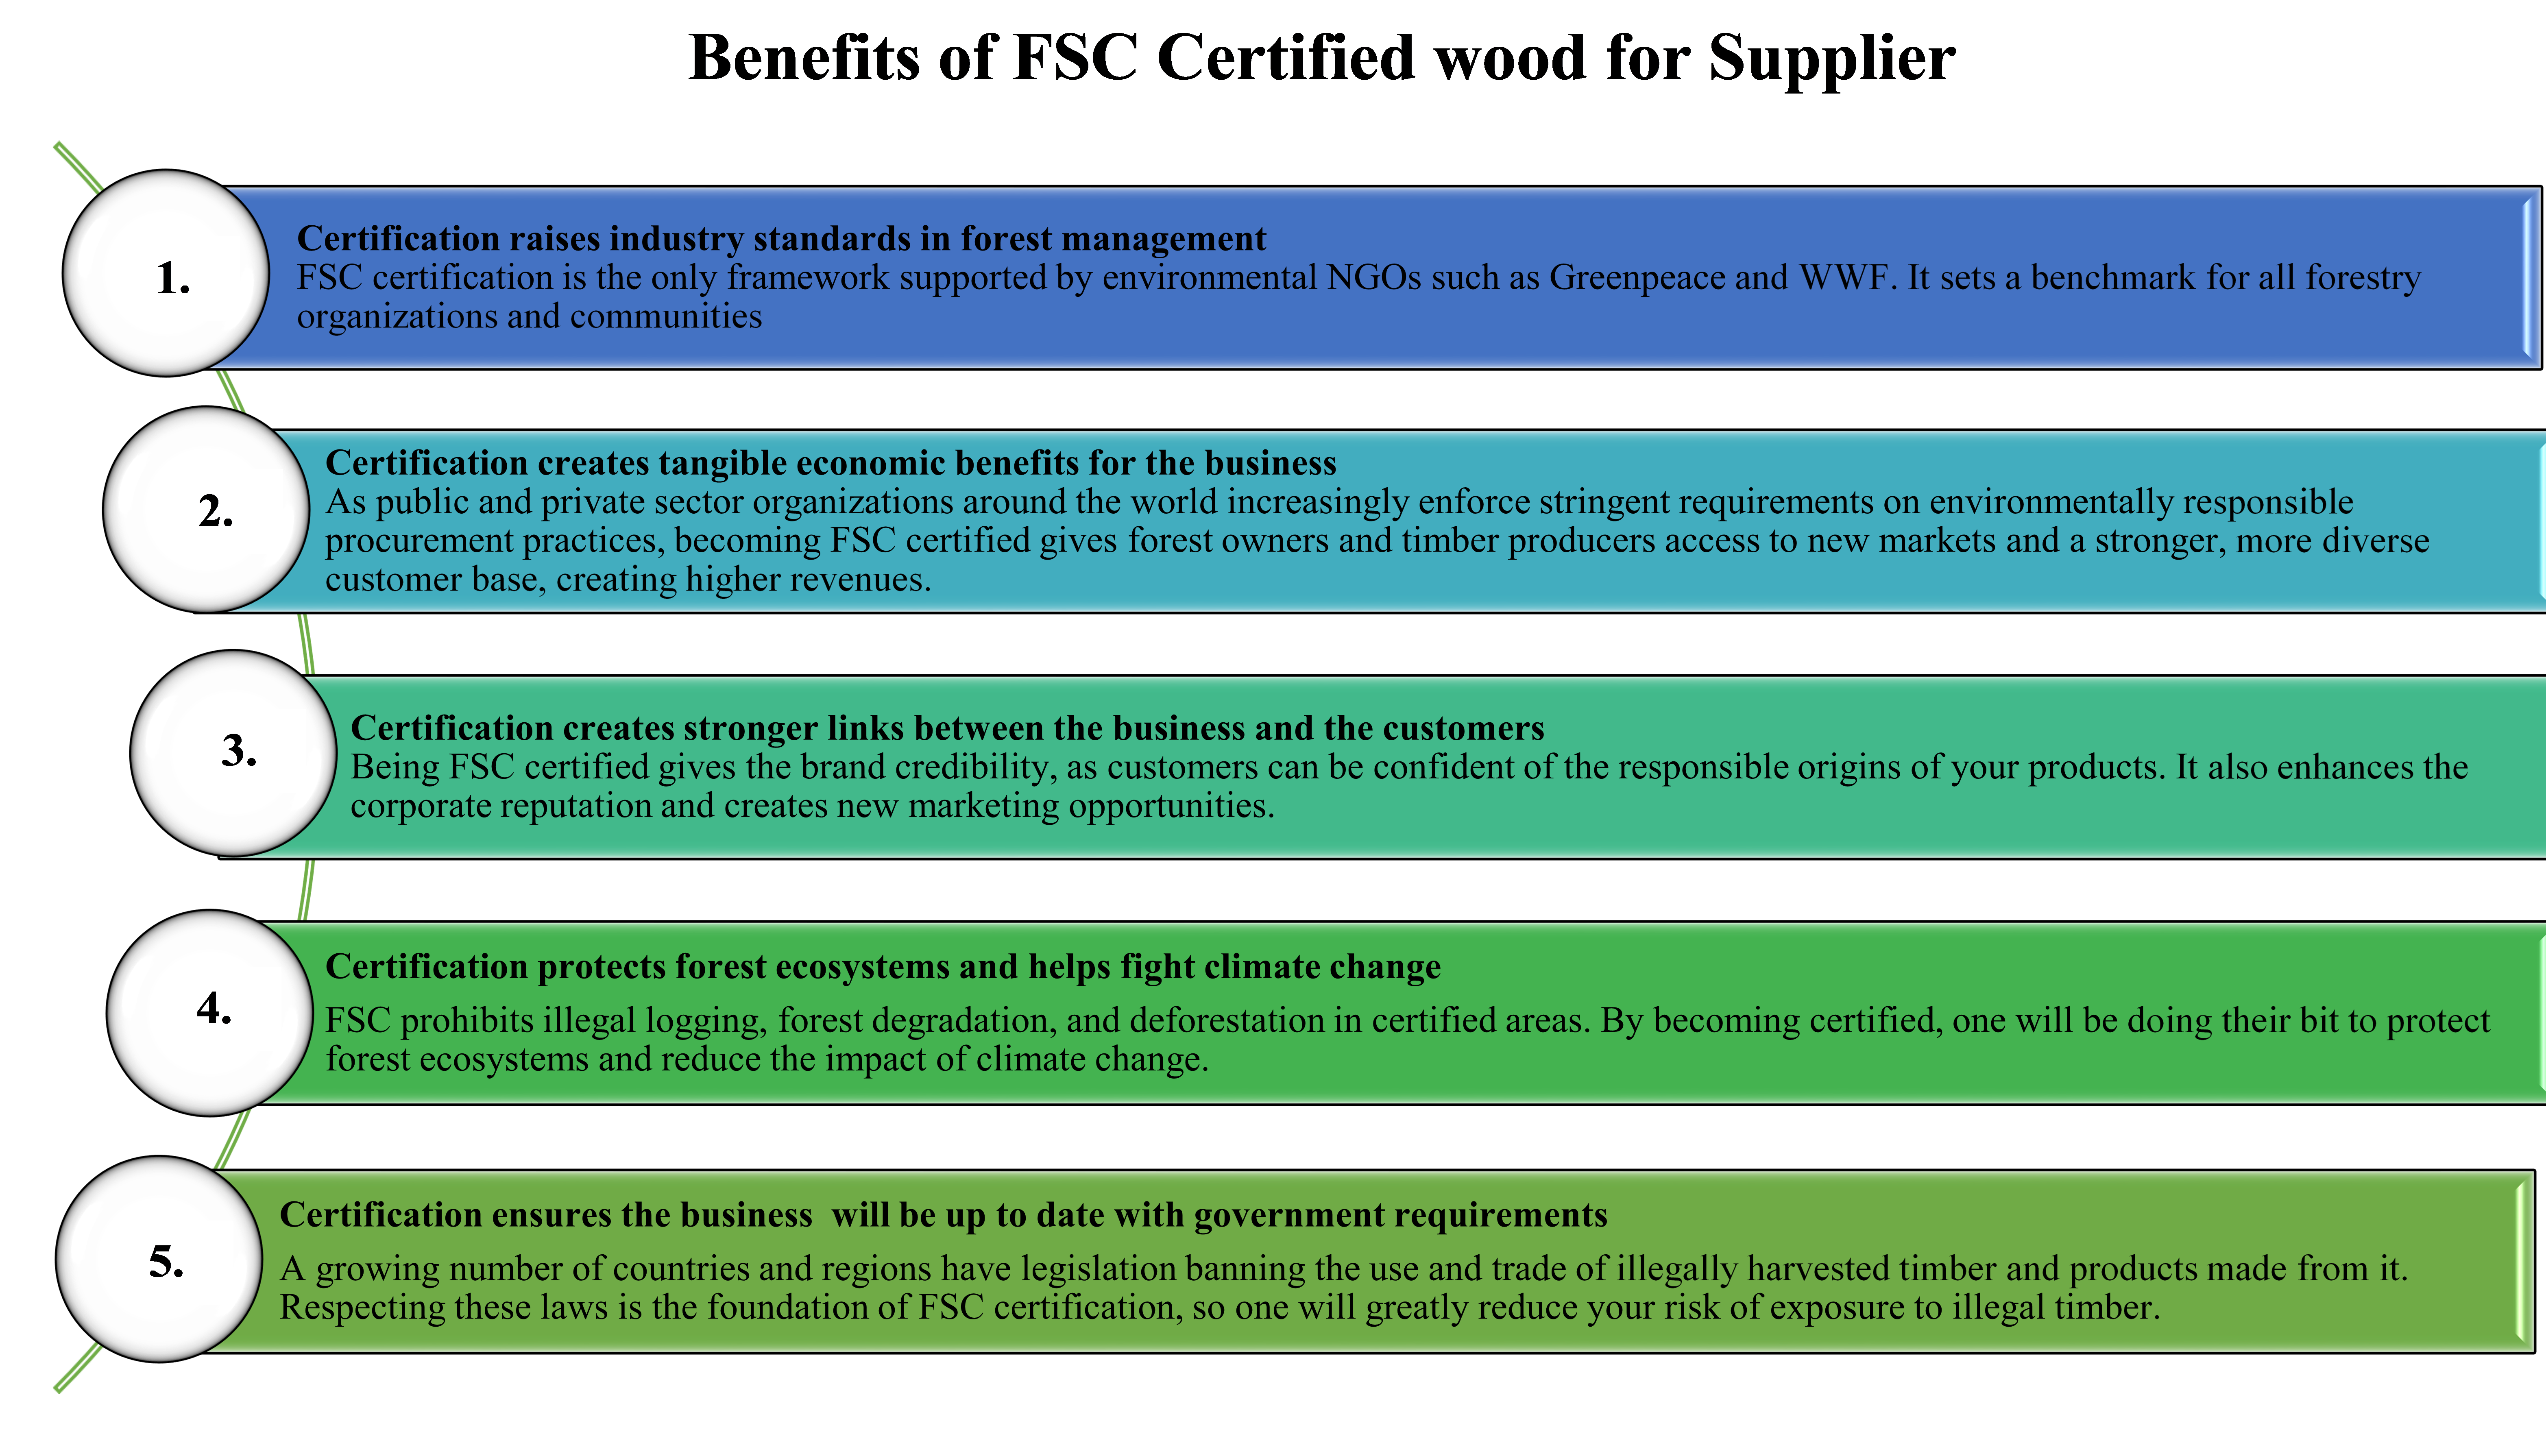 Benefits of FSC Certified wood for Supplier
1.
Certification raises industry standards in forest management
FSC certification is the only framework supported by environmental NGOs such as Greenpeace and WWF. It sets a benchmark for all forestry
organizations and communities
2.
Certification creates tangible economic benefits for the business
As public and private sector organizations around the world increasingly enforce stringent requirements on environmentally responsible
procurement practices, becoming FSC certified gives forest owners and timber producers access to new markets and a stronger, more diverse
customer base, creating higher revenues.
3.
Certification creates stronger links between the business and the customers
Being FSC certified gives the brand credibility, as customers can be confident of the responsible origins of your products. It also enhances the
corporate reputation and creates new marketing opportunities.
4.
Certification protects forest ecosystems and helps fight climate change
FSC prohibits illegal logging, forest degradation, and deforestation in certified areas. By becoming certified, one will be doing their bit to protect
forest ecosystems and reduce the impact of climate change.
5.
Certification ensures the business  will be up to date with government requirements
A growing number of countries and regions have legislation banning the use and trade of illegally harvested timber and products made from it.
Respecting these laws is the foundation of FSC certification, so one will greatly reduce your risk of exposure to illegal timber.